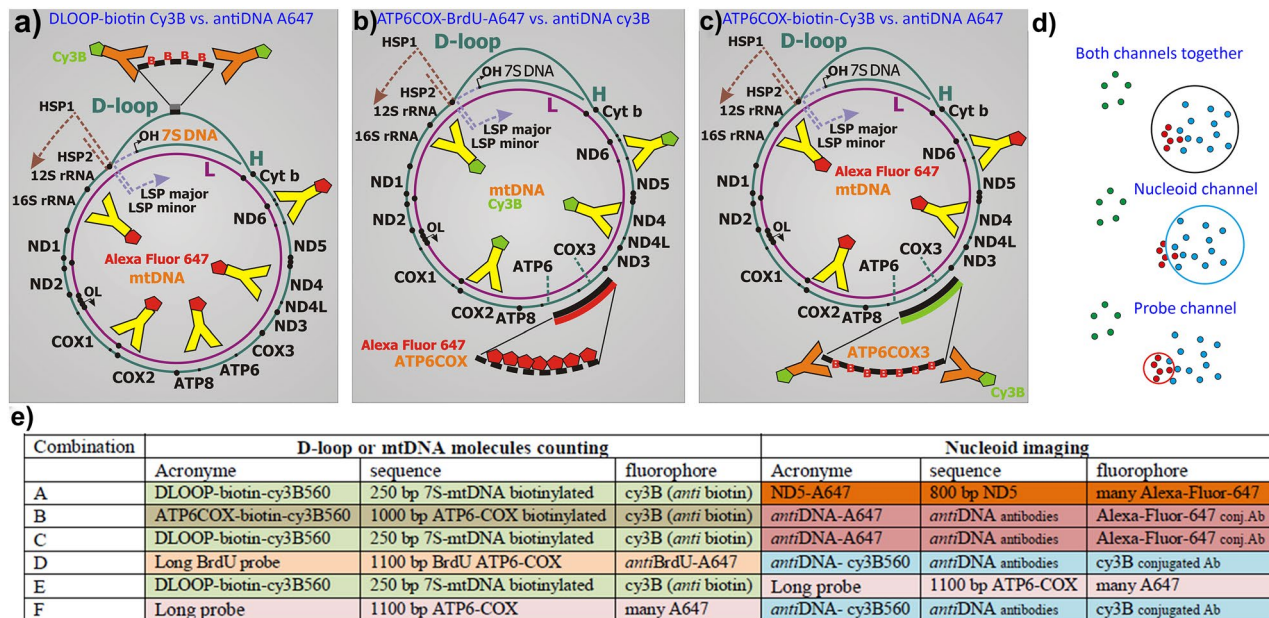 a) DLOOP-biotin Cy3B vs. antiDNA A647
Cy3B
B B B B
HSP1
D-loop
OH 7S DNA
HSP2
12S rRNA
16S rRNA
L
H
LSP major
LSP minor
Cyt b
ND6
ND1
ND2
OL
Alexa Fluor 647
mtDNA
ND5
ND4
ND4L
ND3
COX1
COX2
ATP8
ATP6
COX3
b) ATP6COX-BrdU-A647 vs. antiDNA cy3B
HSP1
D-loop
OH 7S DNA
HSP2
12S rRNA
16S rRNA
L
H
LSP major
LSP minor
Cyt b
ND6
ND1
ND2
OL
mtDNA
Cy3B
ND5
ND4
ND4L
ND3
COX3
ATP6
COX1
COX2
ATP8
Alexa Fluor 647
ATP6COX
c) ATP6COX-biotin-Cy3B vs. antiDNA A647
HSP1
D-loop
OH 7S DNA
HSP2
12S rRNA
16S rRNA
L
H
LSP major
LSP minor
Cyt b
ND6
ND1
ND2
OL
Alexa Fluor 647
mtDNA
ND5
ND4
ND4L
ND3
COX3
ATP6
COX1
COX2
ATP8
ATP6COX3
B B B B B B B B
Cy3B
d)
Both channels together
Nucleoid channel
Probe channel
e)
Combination D-loop or mtDNA molecules counting Nucleoid imaging
Acronyme sequence fluorophore Acronyme sequence fluorophore
A DLOOP-biotin-cy3B560 250 bp 7S-mtDNA biotinylated cy3B (anti biotin) ND5-A647 800 bp ND5 many Alexa-Fluor-647
B ATP6COX-biotin-cy3B560 1000 bp ATP6-COX biotinylated cy3B (anti biotin) antiDNA-A647 antiDNA antibodies Alexa-Fluor-647 conj.Ab
C DLOOP-biotin-cy3B560 250 bp 7S-mtDNA biotinylated cy3B (anti biotin) antiDNA-A647 antiDNA antibodies Alexa-Fluor-647 conj.Ab
D Long BrdU probe 1100 bp BrdU ATP6-COX antiBrdU-A647 antiDNA- cy3B560 antiDNA antibodies cy3B conjugated Ab
E DLOOP-biotin-cy3B560 250 bp 7S-mtDNA biotinylated cy3B (anti biotin) Long probe 1100 bp ATP6-COX many A647
F Long probe 1100 bp ATP6-COX many A647 antiDNA- cy3B560 antiDNA antibodies cy3B conjugated Ab